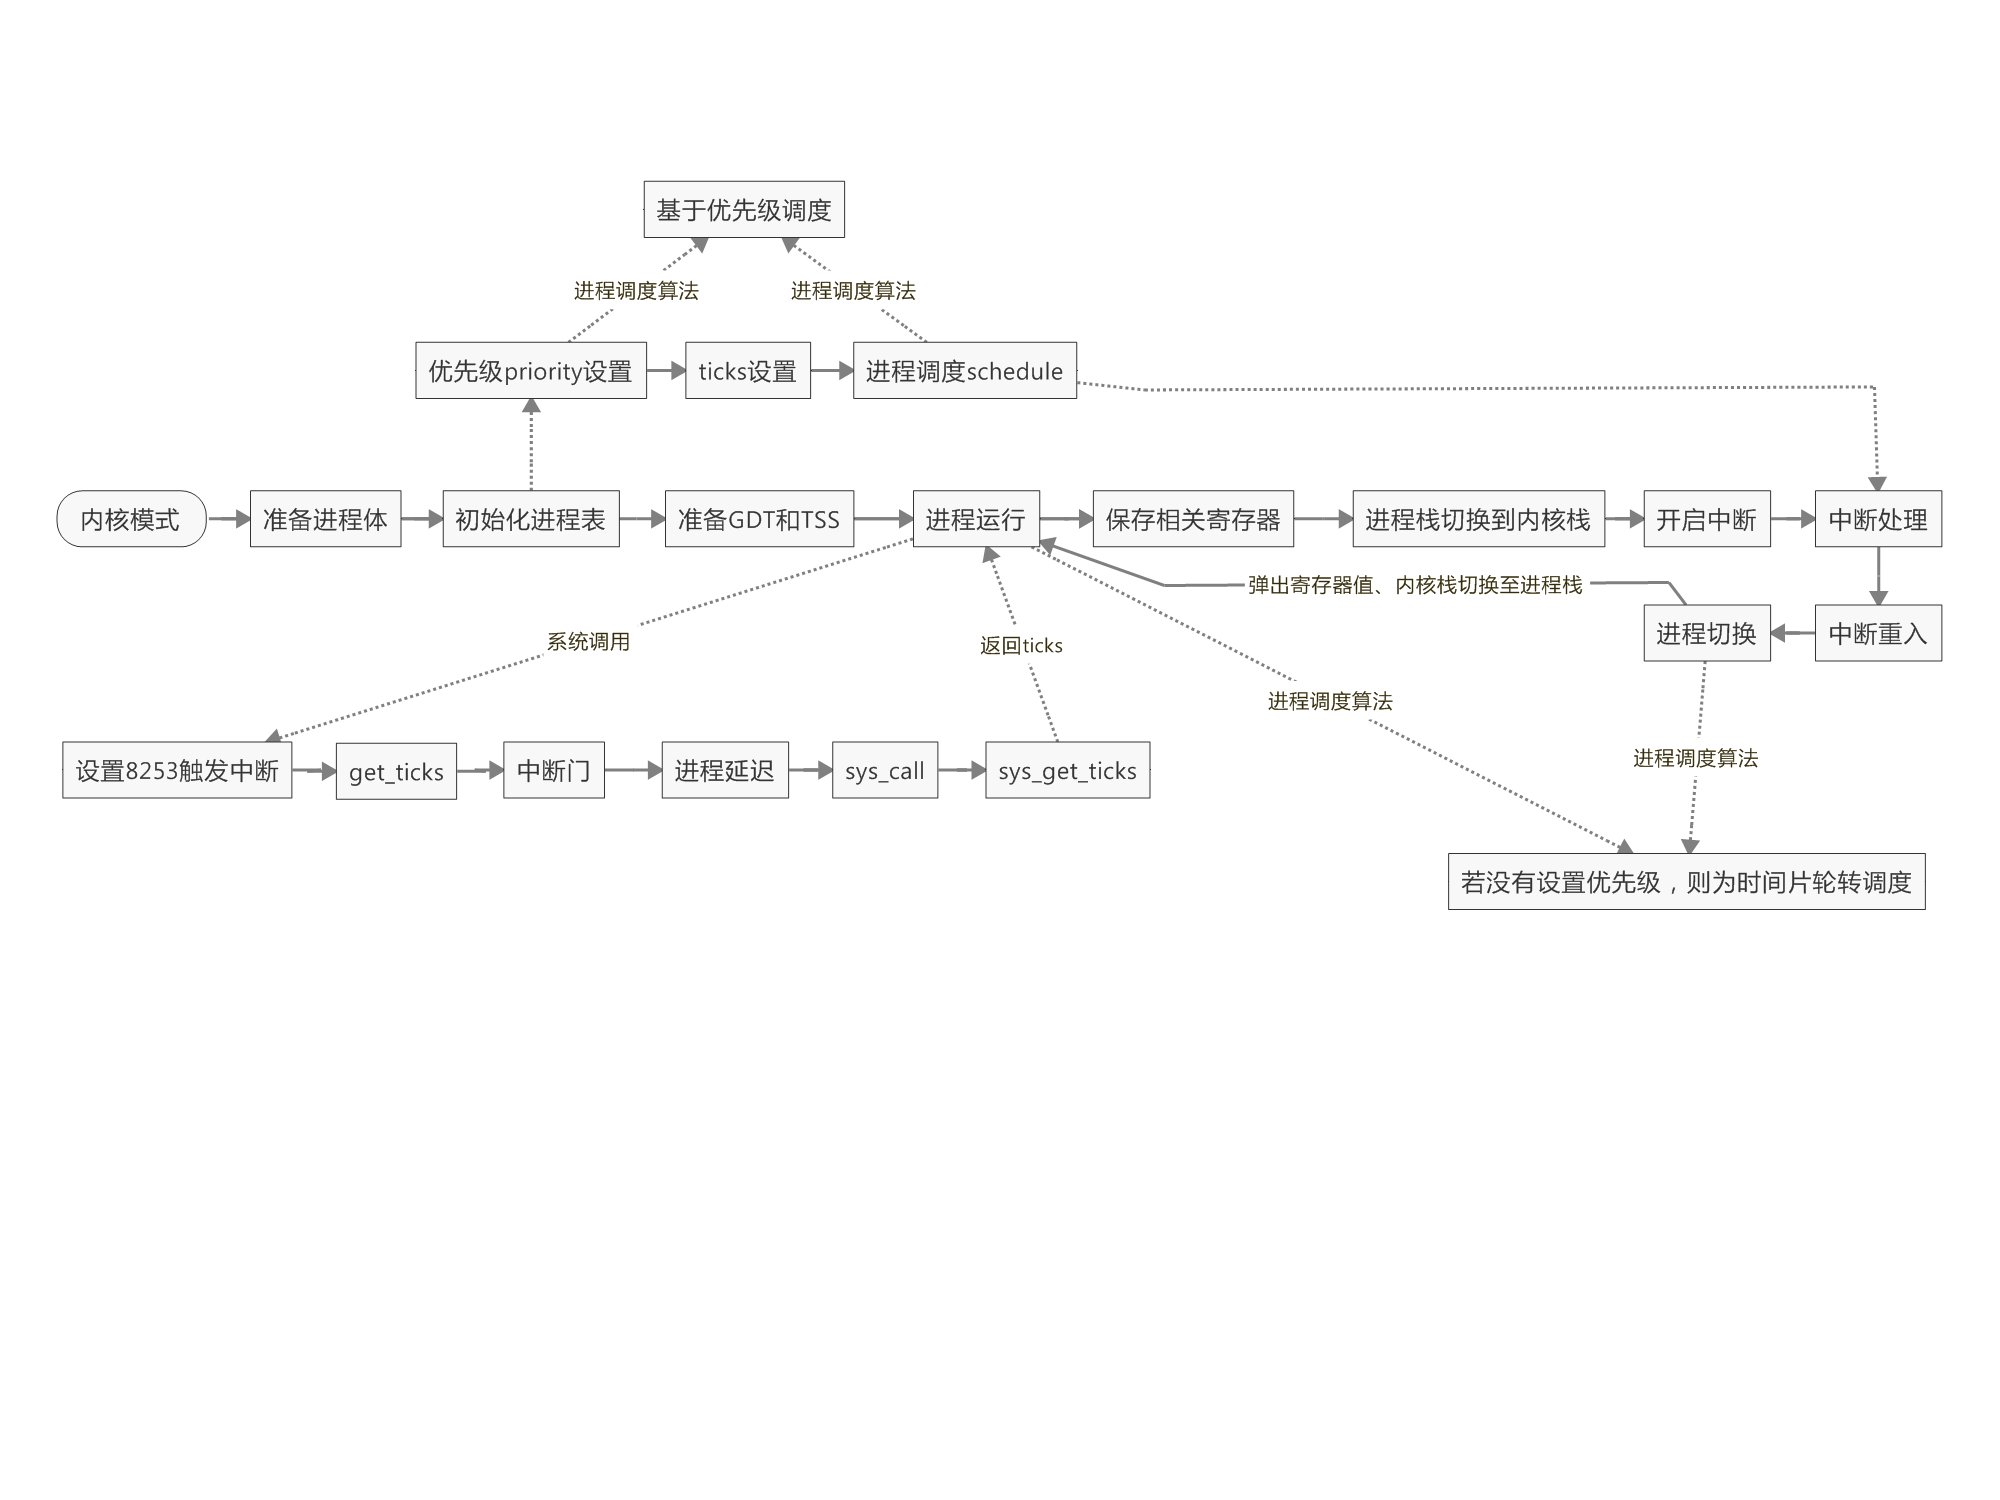 基于优先级调度
进程调度算法
进程调度算法
优先级priority设置
ticks设置
进程调度schedule
内核模式
准备进程体
初始化进程表
准备GDT和TSS
进程运行
保存相关寄存器
进程栈切换到内核栈
开启中断
中断处理
弹出寄存器值、内核栈切换至进程栈
系统调用
返回ticks
进程切换
中断重入
进程调度算法
进程调度算法
设置8253触发中断
get_ticks
中断门
进程延迟
sys_call
sys_get_ticks
若没有设置优先级，则为时间片轮转调度